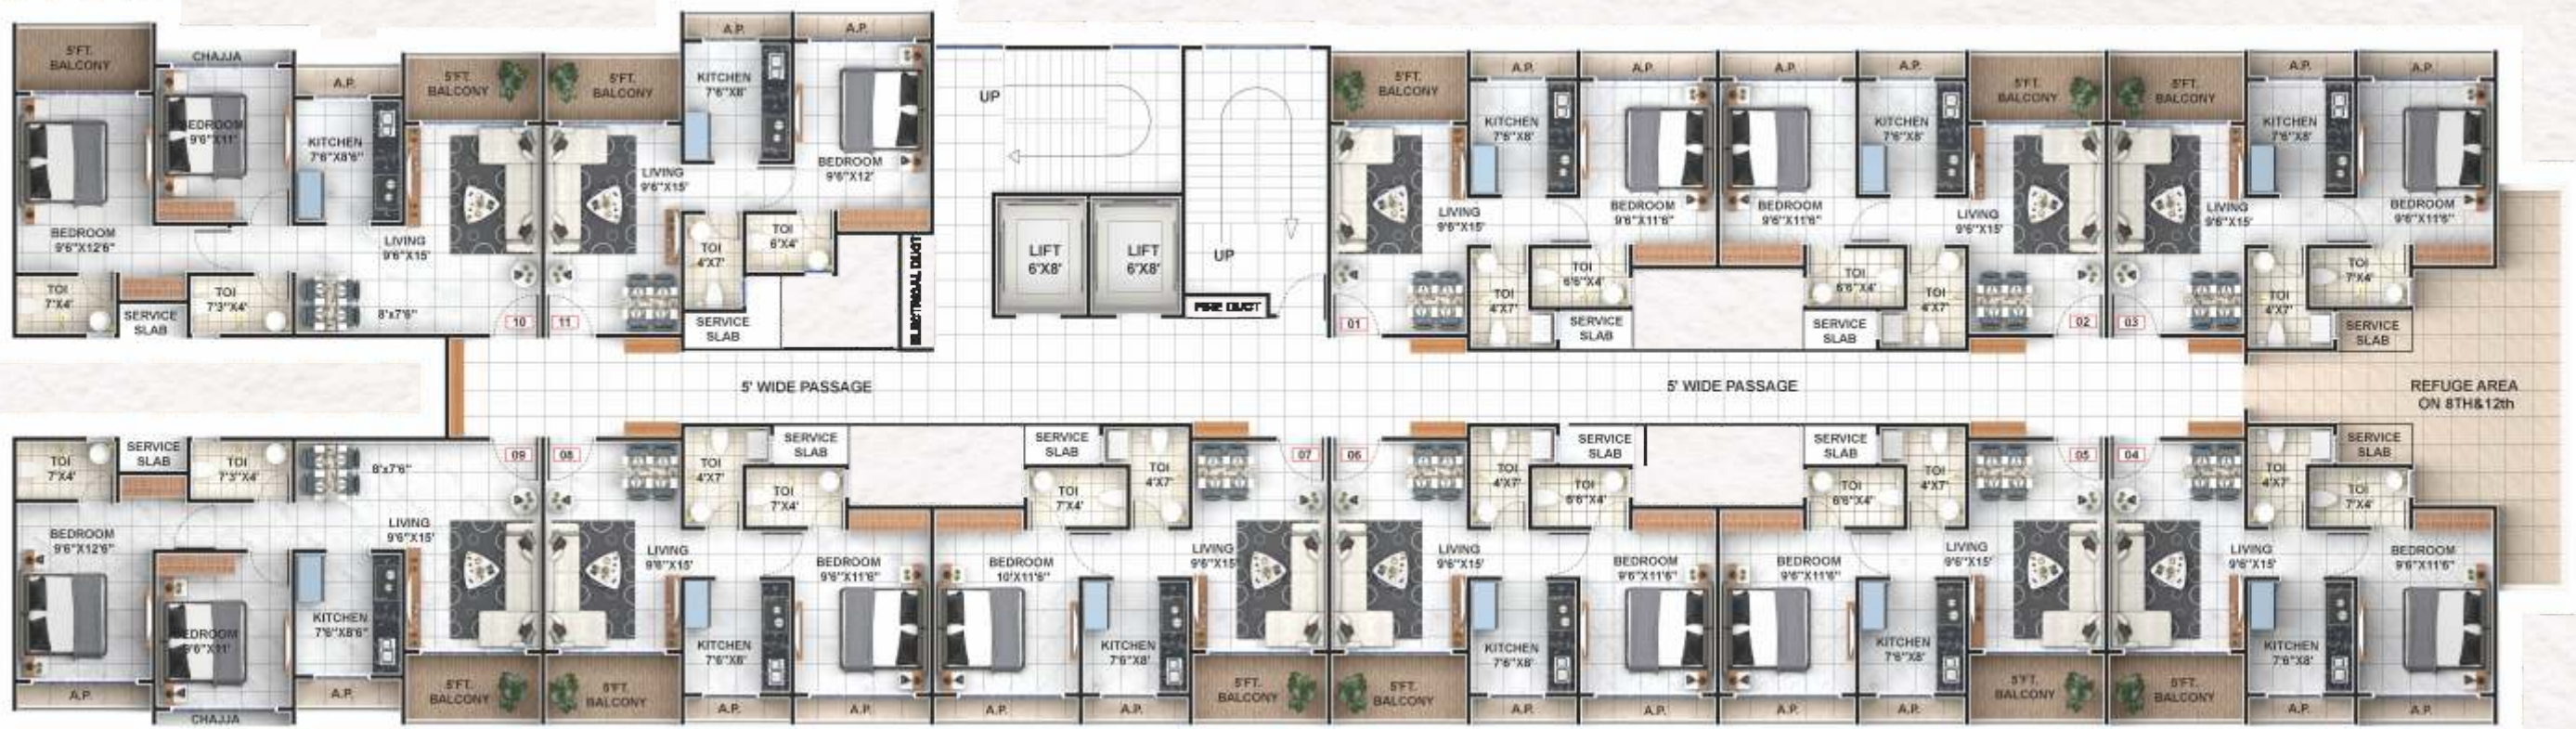 5'FT.
BALCONY
CHAJJA
BEDROOM
9'6"X11'
A.P.
KITCHEN
7'6"X8'6"
5'FT.
BALCONY
BEDROOM
9'6"X12'6"
LIVING
9'6"X15'
TOI
7'X4'
SERVICE
SLAB
TOI
7'3"X4'
8'x7'6"
10
5'FT.
BALCONY
A.P.
KITCHEN
7'6"X8'
A.P.
BEDROOM
9'6"X12'
LIVING
9'6"X15'
TOI
4'X7'
TOI
6'X4'
SERVICE
SLAB
11
ELECTRICAL DUCT
UP
LIFT
6'X8'
LIFT
6'X8'
UP
FIRE DUCT
5'FT.
BALCONY
A.P.
KITCHEN
7'6"X8'
A.P.
BEDROOM
9'6"X11'6"
LIVING
9'6"X15'
TOI
4'X7'
TOI
6'6"X4'
SERVICE
SLAB
01
A.P.
BEDROOM
9'6"X11'6"
A.P.
KITCHEN
7'6"X8'
5'FT.
BALCONY
LIVING
9'6"X15'
TOI
6'6"X4'
TOI
4'X7'
SERVICE
SLAB
02
5'FT.
BALCONY
A.P.
KITCHEN
7'6"X8'
A.P.
BEDROOM
9'6"X11'6"
LIVING
9'6"X15'
TOI
4'X7'
TOI
7'X4'
SERVICE
SLAB
03
5' WIDE PASSAGE
5' WIDE PASSAGE
REFUGE AREA
ON 8TH&12th
TOI
7'X4'
SERVICE
SLAB
TOI
7'3"X4'
8'x7'6"
09
BEDROOM
9'6"X12'6"
LIVING
9'6"X15'
BEDROOM
9'6"X11'
KITCHEN
7'6"X8'6"
A.P.
CHAJJA
A.P.
5'FT.
BALCONY
08
TOI
4'X7'
SERVICE
SLAB
TOI
7'X4'
LIVING
9'6"X15'
BEDROOM
9'6"X11'6"
KITCHEN
7'6"X8'
5'FT.
BALCONY
A.P.
A.P.
SERVICE
SLAB
TOI
7'X4'
TOI
4'X7'
07
BEDROOM
10'X11'6"
LIVING
9'6"X15'
KITCHEN
7'6"X8'
A.P.
A.P.
5'FT.
BALCONY
06
TOI
4'X7'
SERVICE
SLAB
TOI
6'6"X4'
LIVING
9'6"X15'
BEDROOM
9'6"X11'6"
KITCHEN
7'6"X8'
5'FT.
BALCONY
A.P.
A.P.
SERVICE
SLAB
TOI
6'6"X4'
TOI
4'X7'
05
BEDROOM
9'6"X11'6"
LIVING
9'6"X15'
KITCHEN
7'6"X8'
A.P.
A.P.
5'FT.
BALCONY
04
TOI
4'X7'
SERVICE
SLAB
TOI
7'X4'
LIVING
9'6"X15'
BEDROOM
9'6"X11'6"
KITCHEN
7'6"X8'
5'FT.
BALCONY
A.P.
A.P.